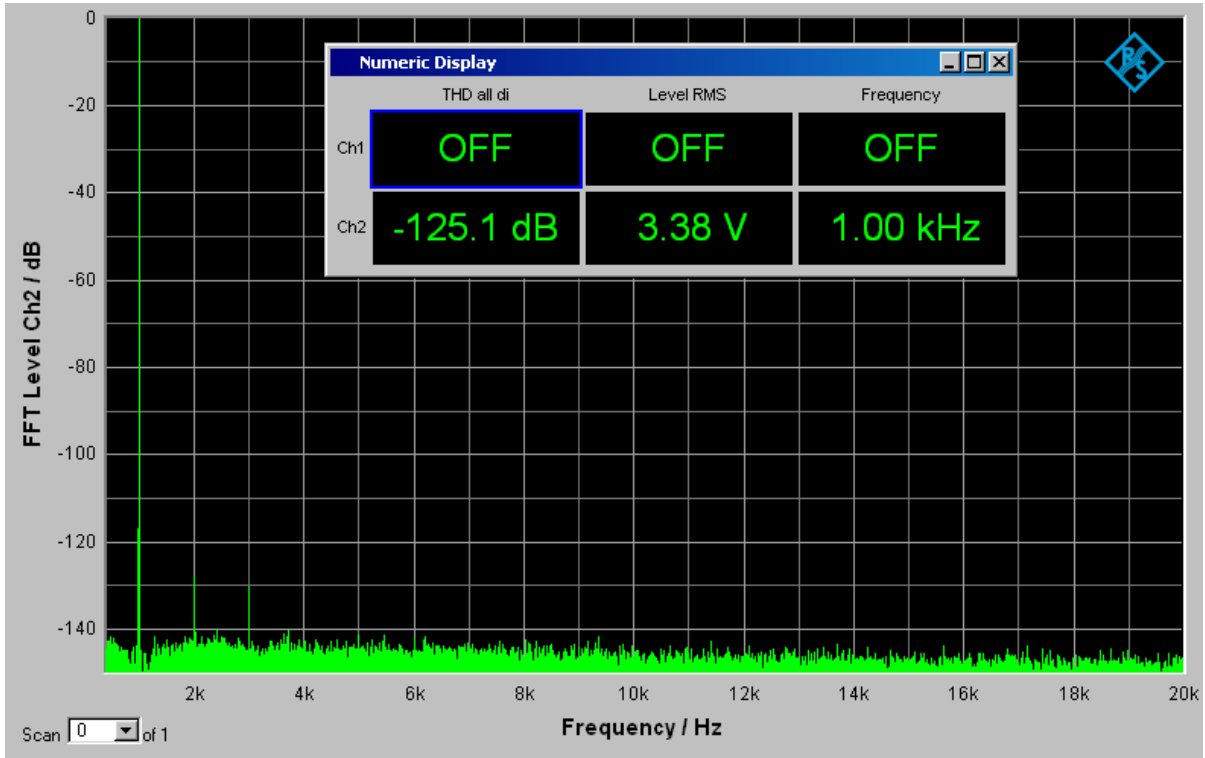 0
Numeric Display
THD all di Level RMS Frequency
-20
Ch1 OFF OFF OFF
-40
Ch2 -125.1 dB 3.38 V 1.00 kHz
-60
-80
-100
-120
-140
FFT Level Ch2 / dB
2k 4k 6k 8k 10k 12k 14k 16k 18k 20k
Frequency / Hz
Scan 0 of 1
R&S